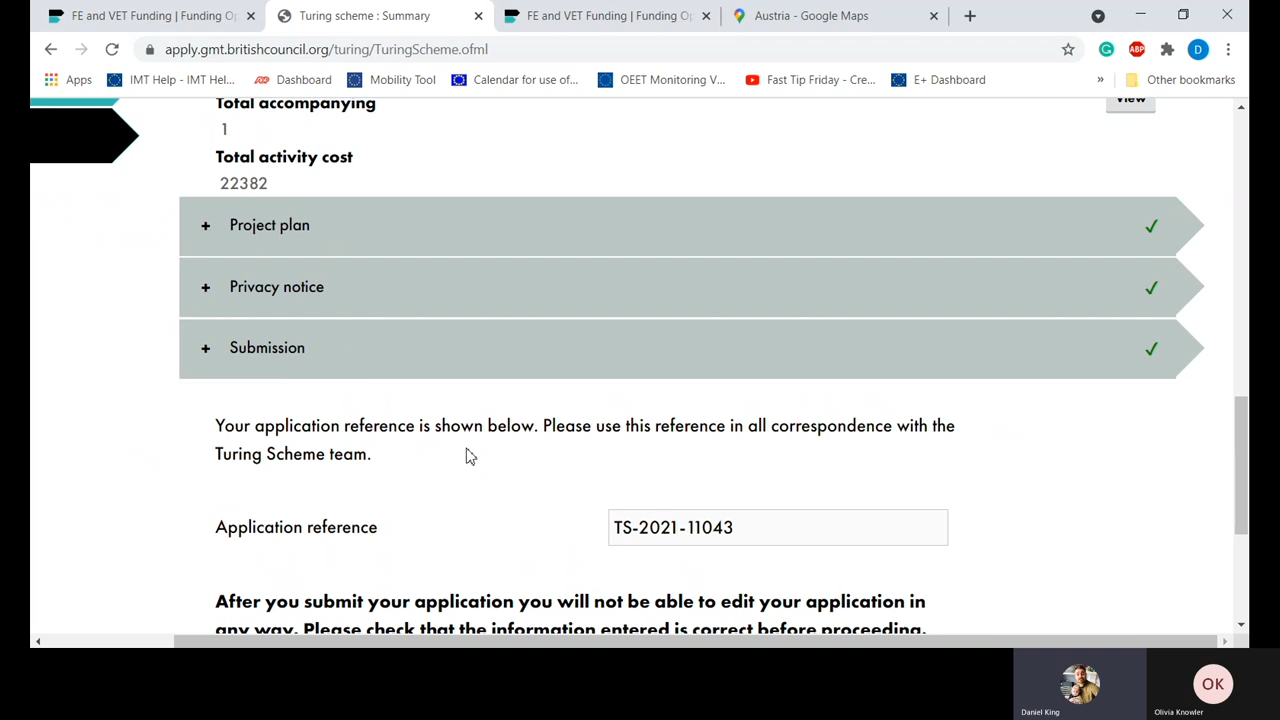 FE and VET Funding | Funding Op
Turing scheme : Summary
FE and VET Funding | Funding Op
Austria - Google Maps
apply.gmt.britishcouncil.org/turing/TuringScheme.ofml
ABP
D
Apps
IMT Help - IMT Hel...
Dashboard
Mobility Tool
Calendar for use of...
OEET Monitoring V...
Fast Tip Friday - Cre...
E+ Dashboard
»
Other bookmarks
Total accompanying
View
1
Total activity cost
22382
+ Project plan ✓
+ Privacy notice ✓
+ Submission ✓
Your application reference is shown below. Please use this reference in all correspondence with the
Turing Scheme team.
Application reference
TS-2021-11043
After you submit your application you will not be able to edit your application in
any way. Please check that the information entered is correct before proceeding.
OK
Daniel King
Olivia Knowler